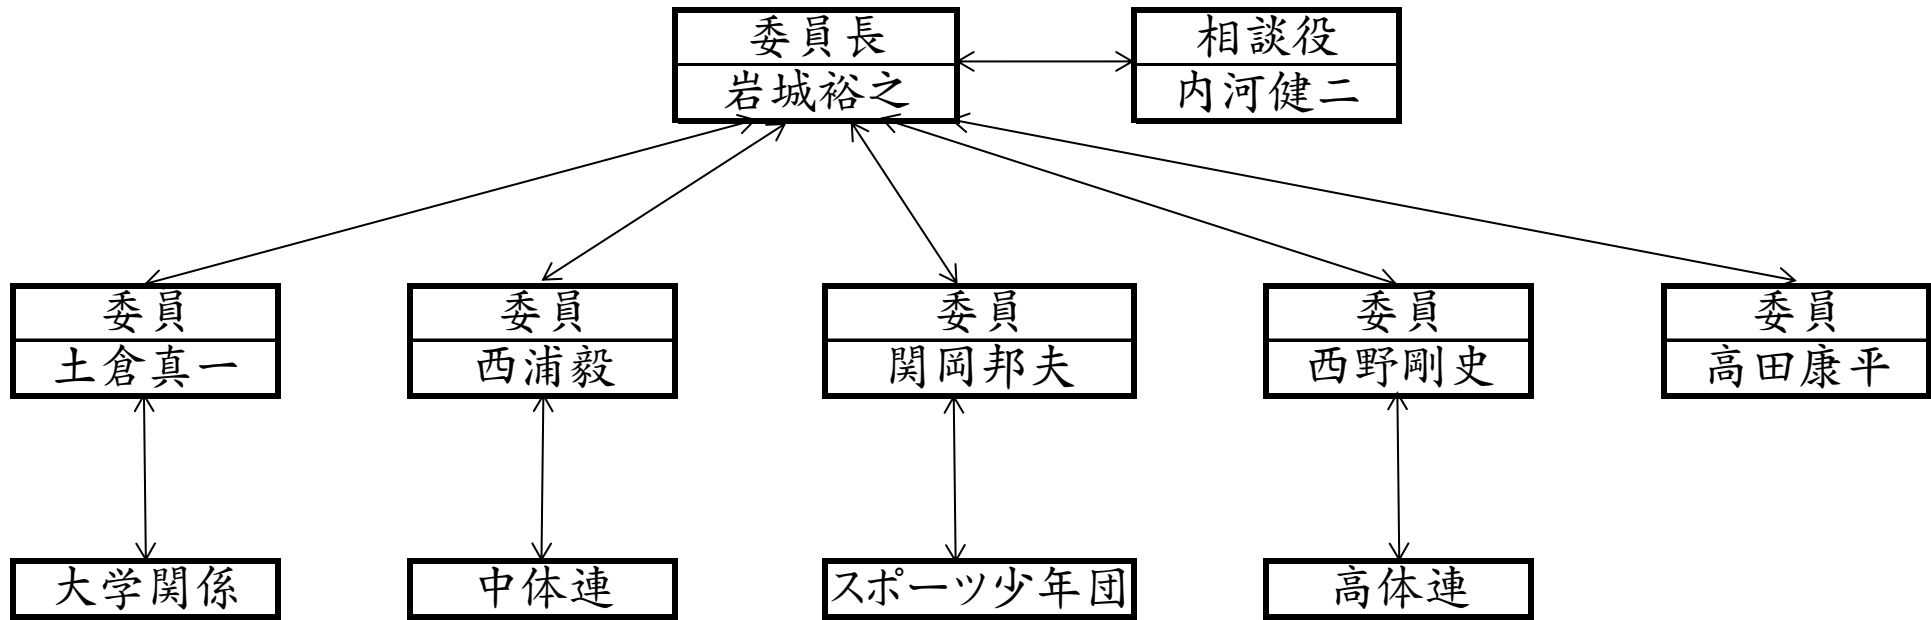 委員長
岩城裕之
相談役
内河健二
委員
土倉真一
委員
西浦毅
委員
関岡邦夫
委員
西野剛史
委員
高田康平
大学関係
中体連
スポーツ少年団
高体連